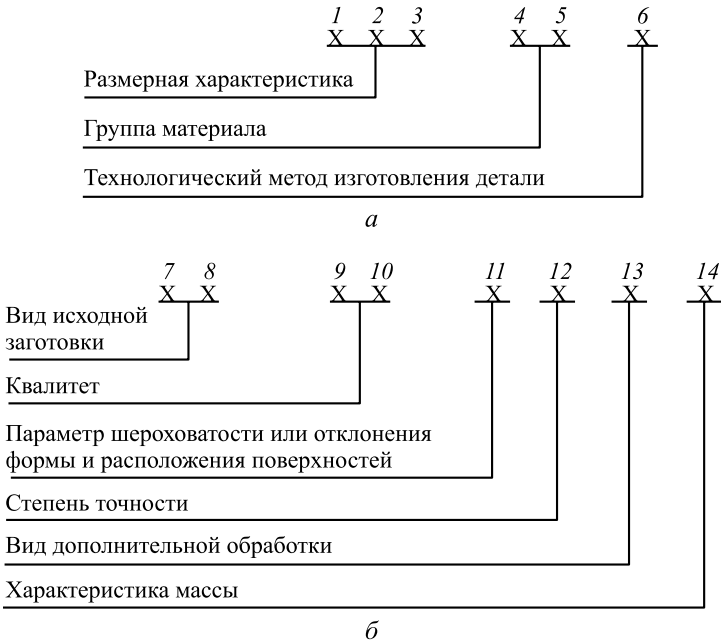 1 2 3 4 5 6
X X X X X X
Размерная характеристика
Группа материала
Технологический метод изготовления детали
а
7 8 9 10 11 12 13 14
X X X X X X X X
Вид исходной
заготовки
Квалитет
Параметр шероховатости или отклонения
формы и расположения поверхностей
Степень точности
Вид дополнительной обработки
Характеристика массы
б